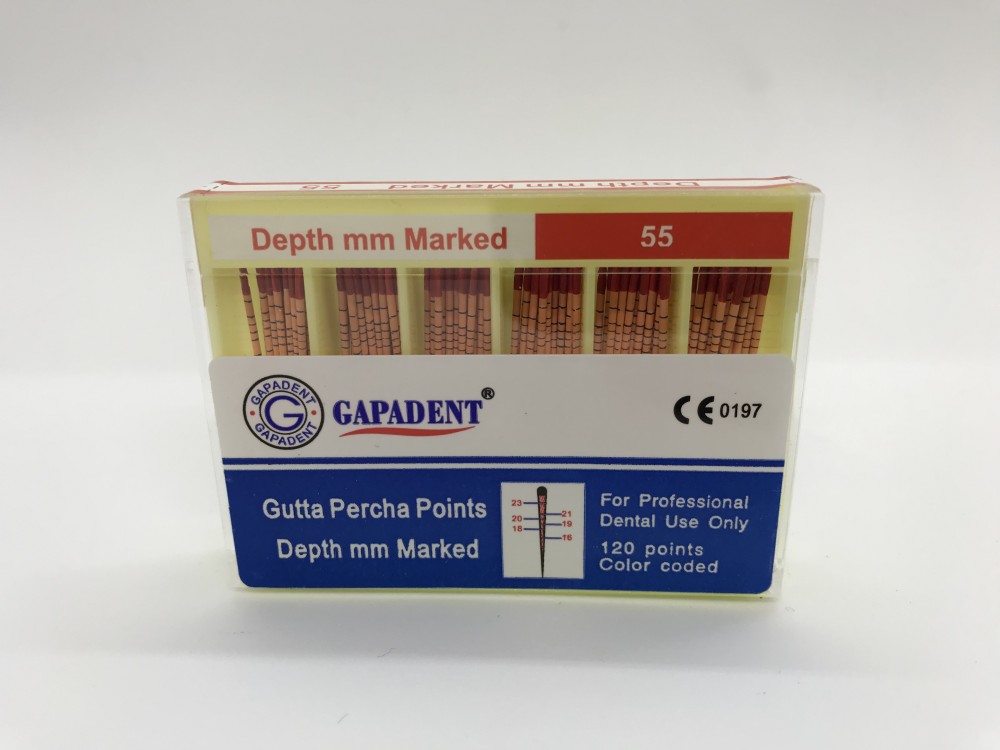 Depth mm Marked 55
Depth mm Marked 55
GAPADENT
GAPADENT
G
GAPADENT®
CE 0197
Gutta Percha Points
Depth mm Marked
23
21
20
19
18
16
For Professional
Dental Use Only
120 points
Color coded